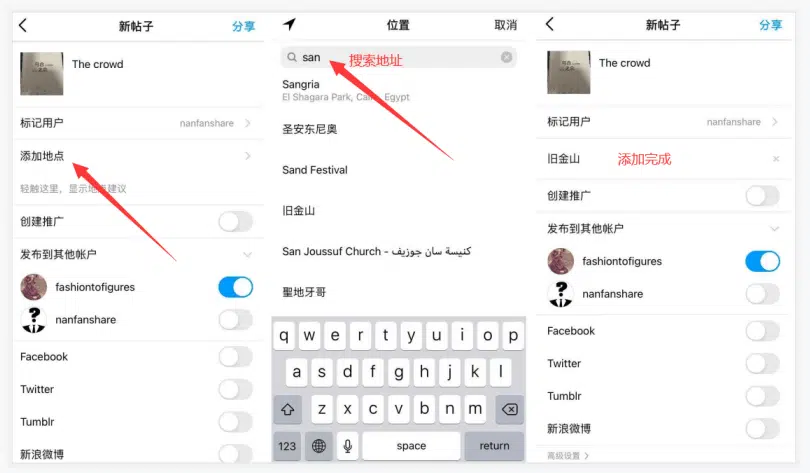 新帖子
分享
The crowd
标记用户
nanfanshare
添加地点
轻触这里，显示地点建议
创建推广
发布到其他帐户
fashiontofigures
nanfanshare
Facebook
Twitter
Tumblr
新浪微博
位置
取消
san
搜索地址
Sangria
El Shagara Park, Cairo, Egypt
圣安东尼奥
Sand Festival
旧金山
San Joussuf Church - كنيسة سان جوزيف
聖地牙哥
q w e r t y u i o p
a s d f g h j k l
z x c v b n m
123
space
return
新帖子
分享
The crowd
标记用户
nanfanshare
旧金山
添加完成
创建推广
发布到其他帐户
fashiontofigures
nanfanshare
Facebook
Twitter
Tumblr
新浪微博
高级设置